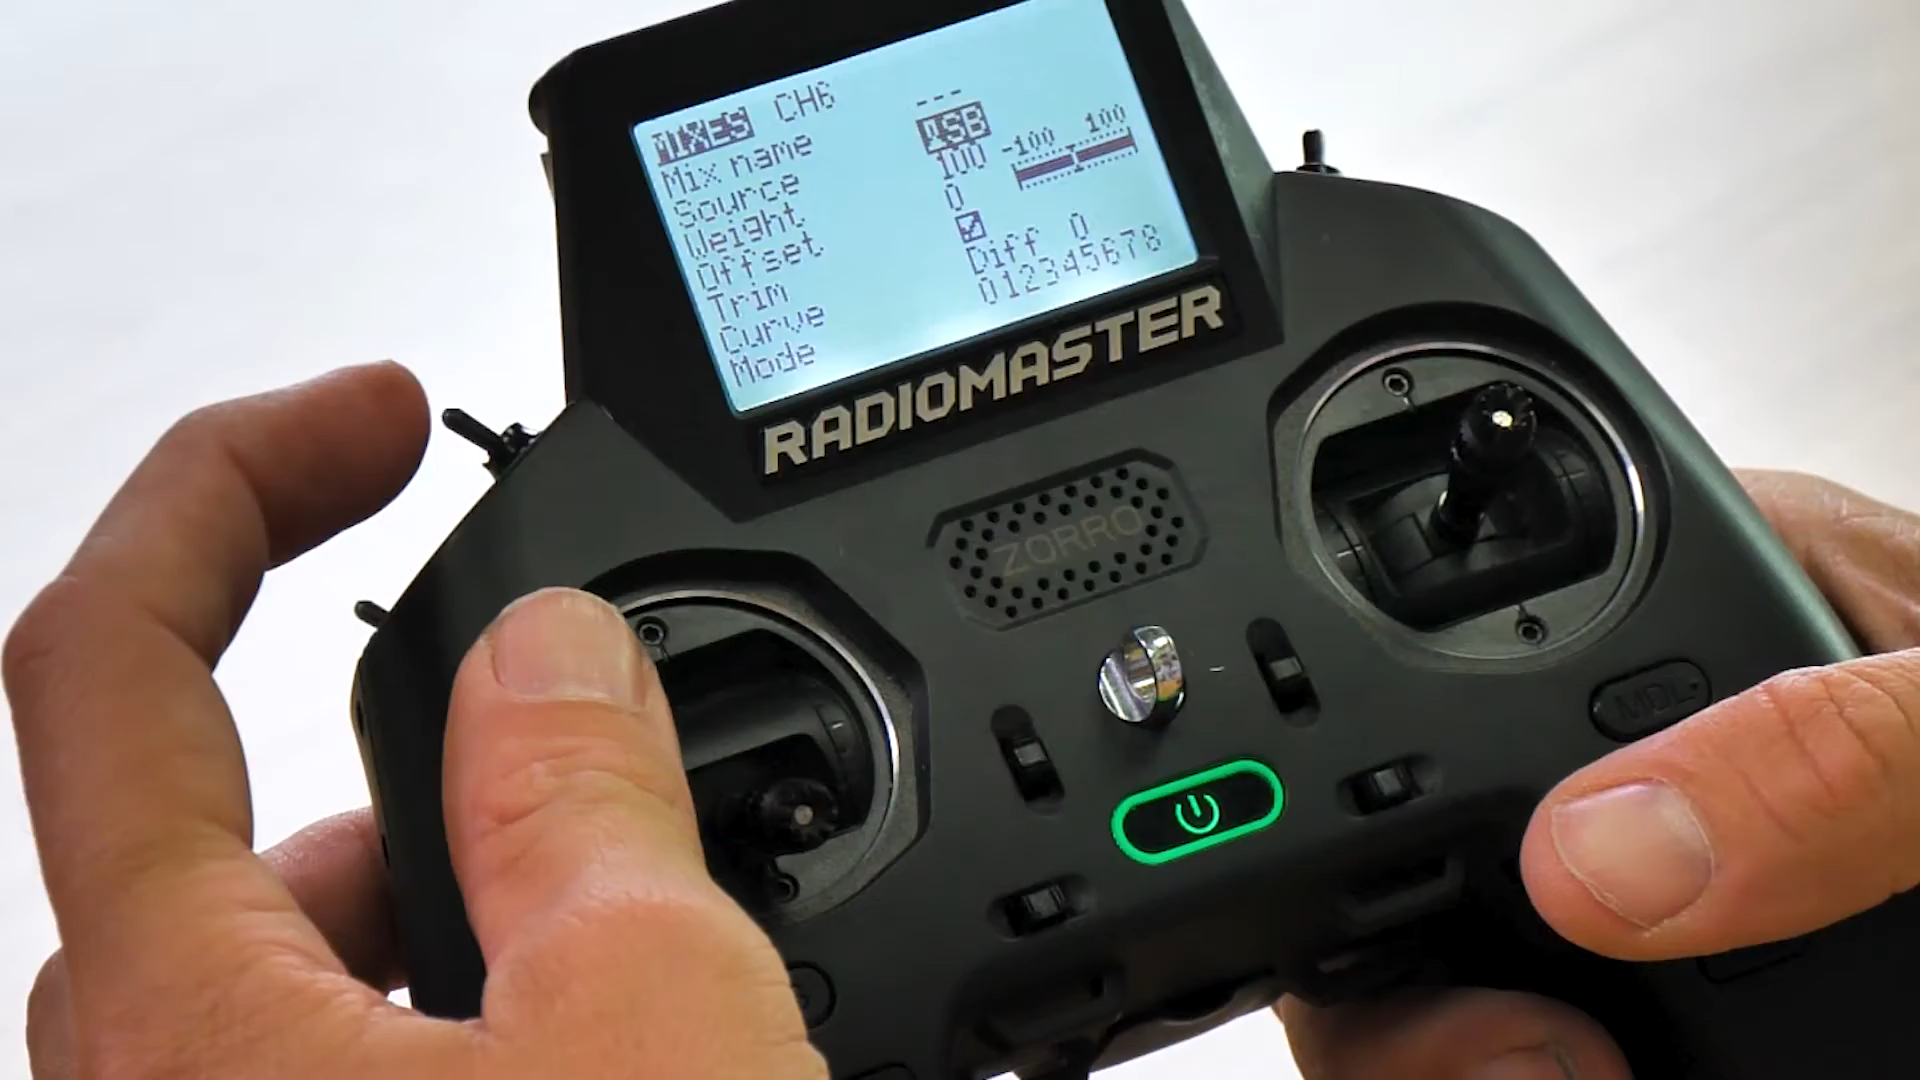 MIXES CH6
Mix name ---
Source SB
Weight 100 -100 100
Offset 0
Trim
Curve Diff 0
Mode 012345678
RADIOMASTER
ZORRO
MDL